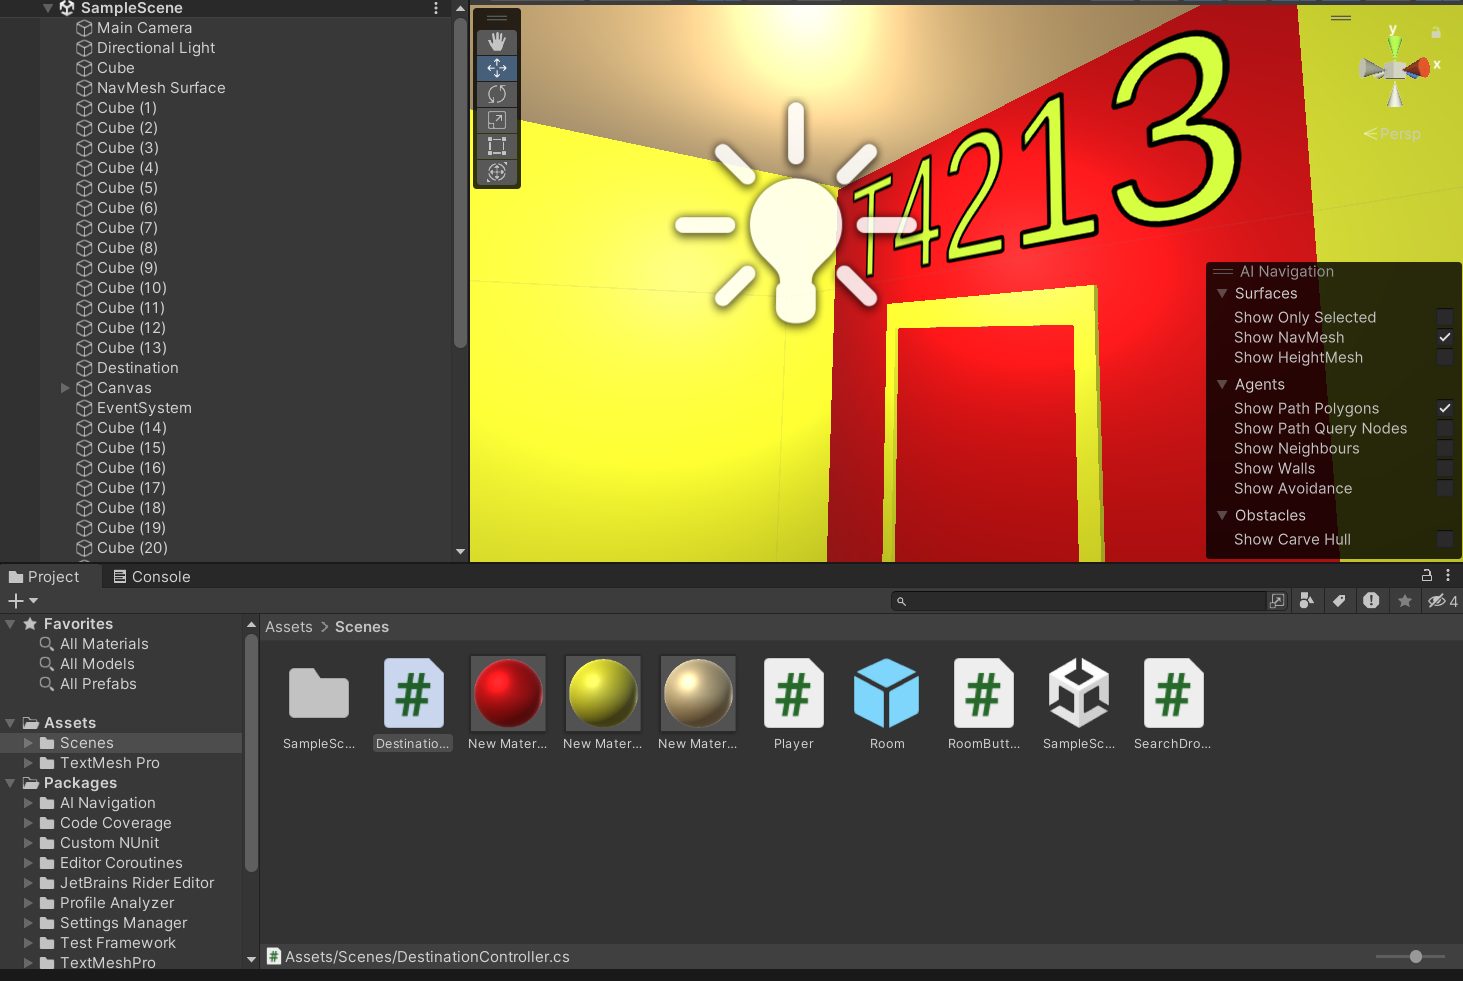 SampleScene
Main Camera
Directional Light
Cube
NavMesh Surface
Cube (1)
Cube (2)
Cube (3)
Cube (4)
Cube (5)
Cube (6)
Cube (7)
Cube (8)
Cube (9)
Cube (10)
Cube (11)
Cube (12)
Cube (13)
Destination
Canvas
EventSystem
Cube (14)
Cube (15)
Cube (16)
Cube (17)
Cube (18)
Cube (19)
Cube (20)
T4213
y
x
Persp
AI Navigation
Surfaces
Show Only Selected
Show NavMesh
Show HeightMesh
Agents
Show Path Polygons
Show Path Query Nodes
Show Neighbours
Show Walls
Show Avoidance
Obstacles
Show Carve Hull
Project
Console
4
Favorites
All Materials
All Models
All Prefabs
Assets
Scenes
TextMesh Pro
Packages
AI Navigation
Code Coverage
Custom NUnit
Editor Coroutines
JetBrains Rider Editor
Profile Analyzer
Settings Manager
Test Framework
TextMeshPro
Assets > Scenes
SampleSc...
Destinatio...
New Mater...
New Mater...
New Mater...
Player
Room
RoomButt...
SampleSc...
SearchDro...
Assets/Scenes/DestinationController.cs